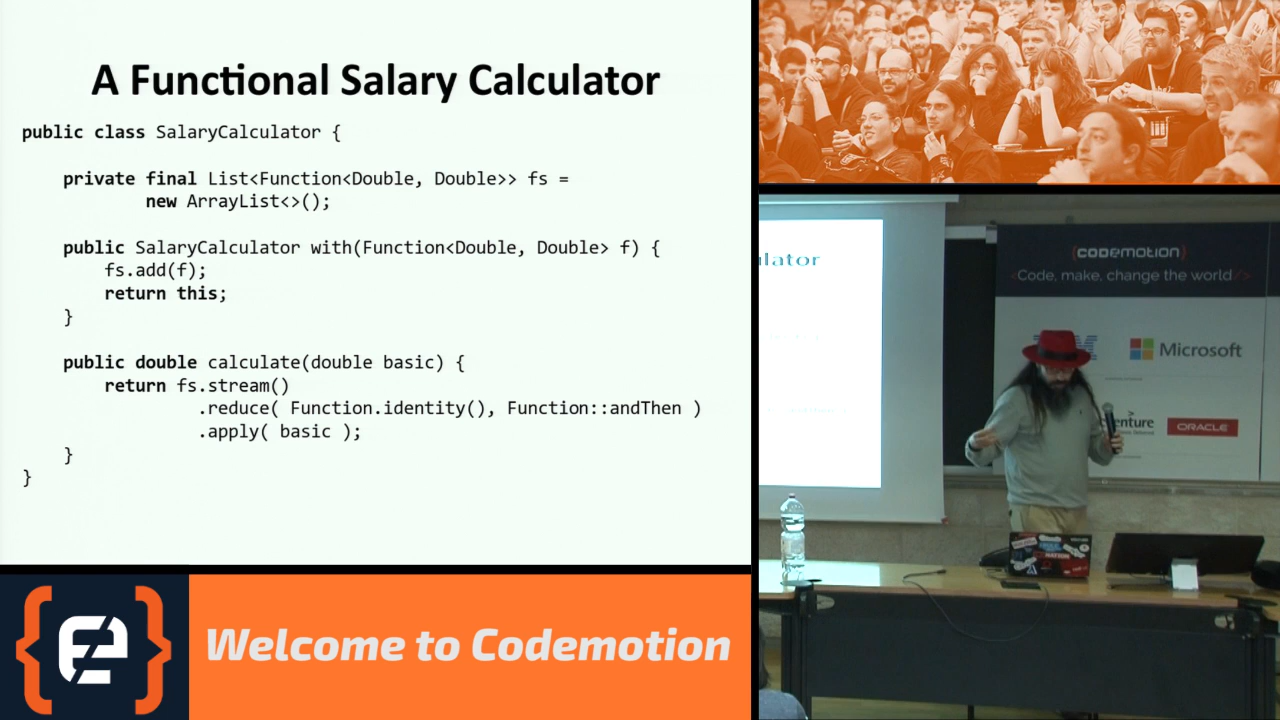 A Functional Salary Calculator
public class SalaryCalculator {
private final List<Function<Double, Double>> fs =
new ArrayList<>();
public SalaryCalculator with(Function<Double, Double> f) {
fs.add(f);
return this;
}
public double calculate(double basic) {
return fs.stream()
.reduce( Function.identity(), Function::andThen )
.apply( basic );
}
}
Welcome to Codemotion
lator
{codemotion}
<Code, make, change the world/>
Microsoft
enture
ORACLE